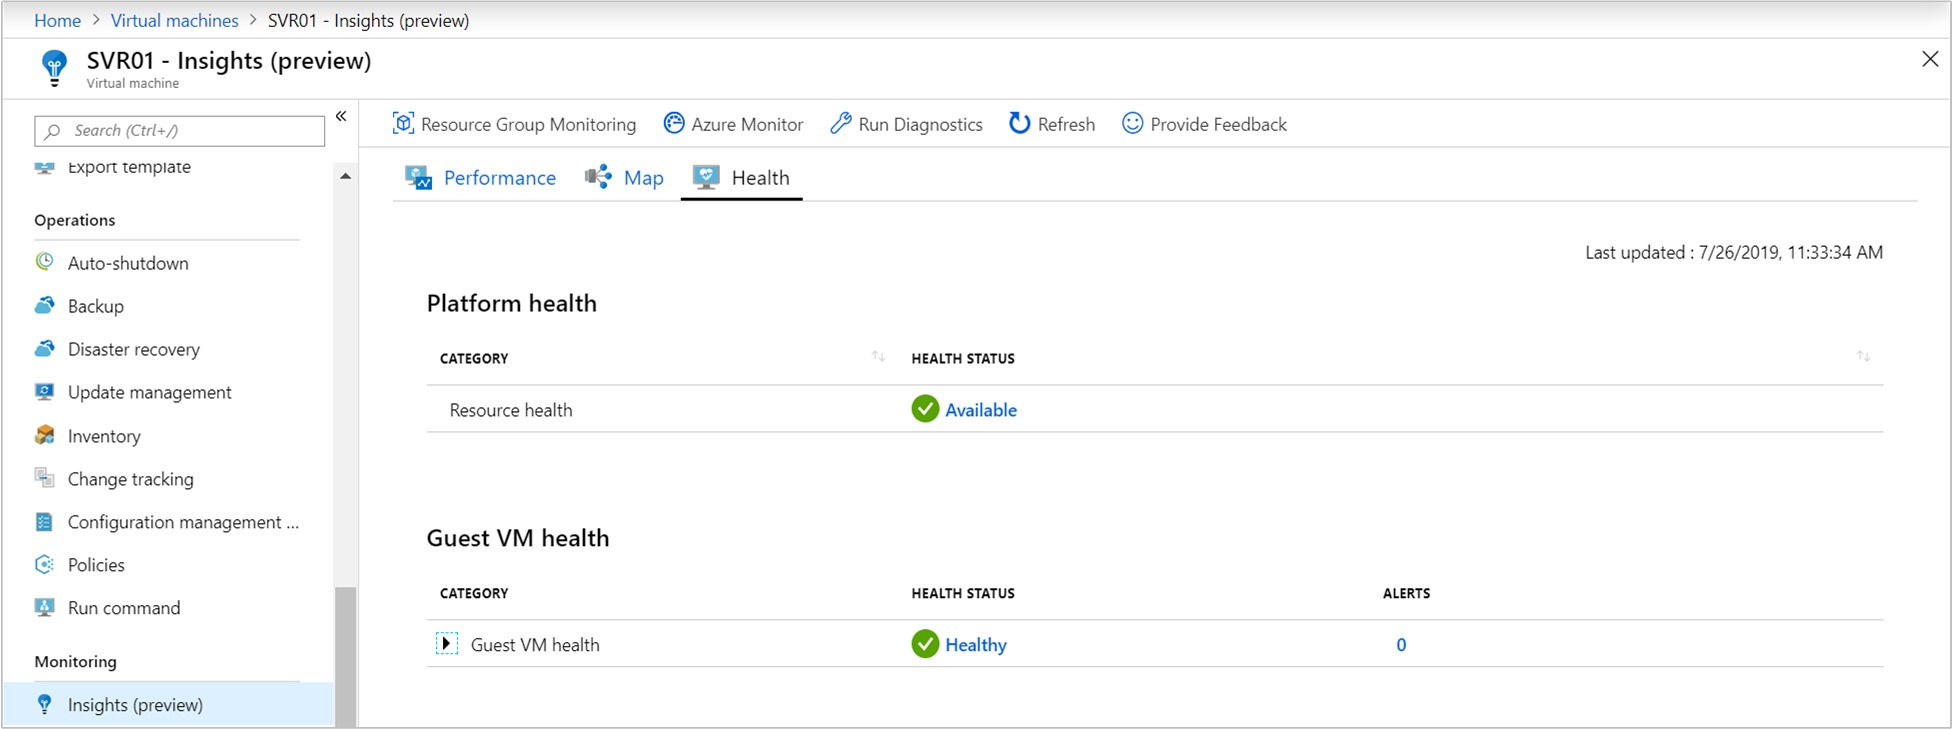 Home > Virtual machines > SVR01 - Insights (preview)
SVR01 - Insights (preview)
Virtual machine
Search (Ctrl+/)
«
Export template
Operations
Auto-shutdown
Backup
Disaster recovery
Update management
Inventory
Change tracking
Configuration management ...
Policies
Run command
Monitoring
Insights (preview)
Resource Group Monitoring Azure Monitor Run Diagnostics Refresh Provide Feedback
Performance Map Health
Last updated : 7/26/2019, 11:33:34 AM
Platform health
CATEGORY HEALTH STATUS
Resource health Available
Guest VM health
CATEGORY HEALTH STATUS ALERTS
Guest VM health Healthy 0